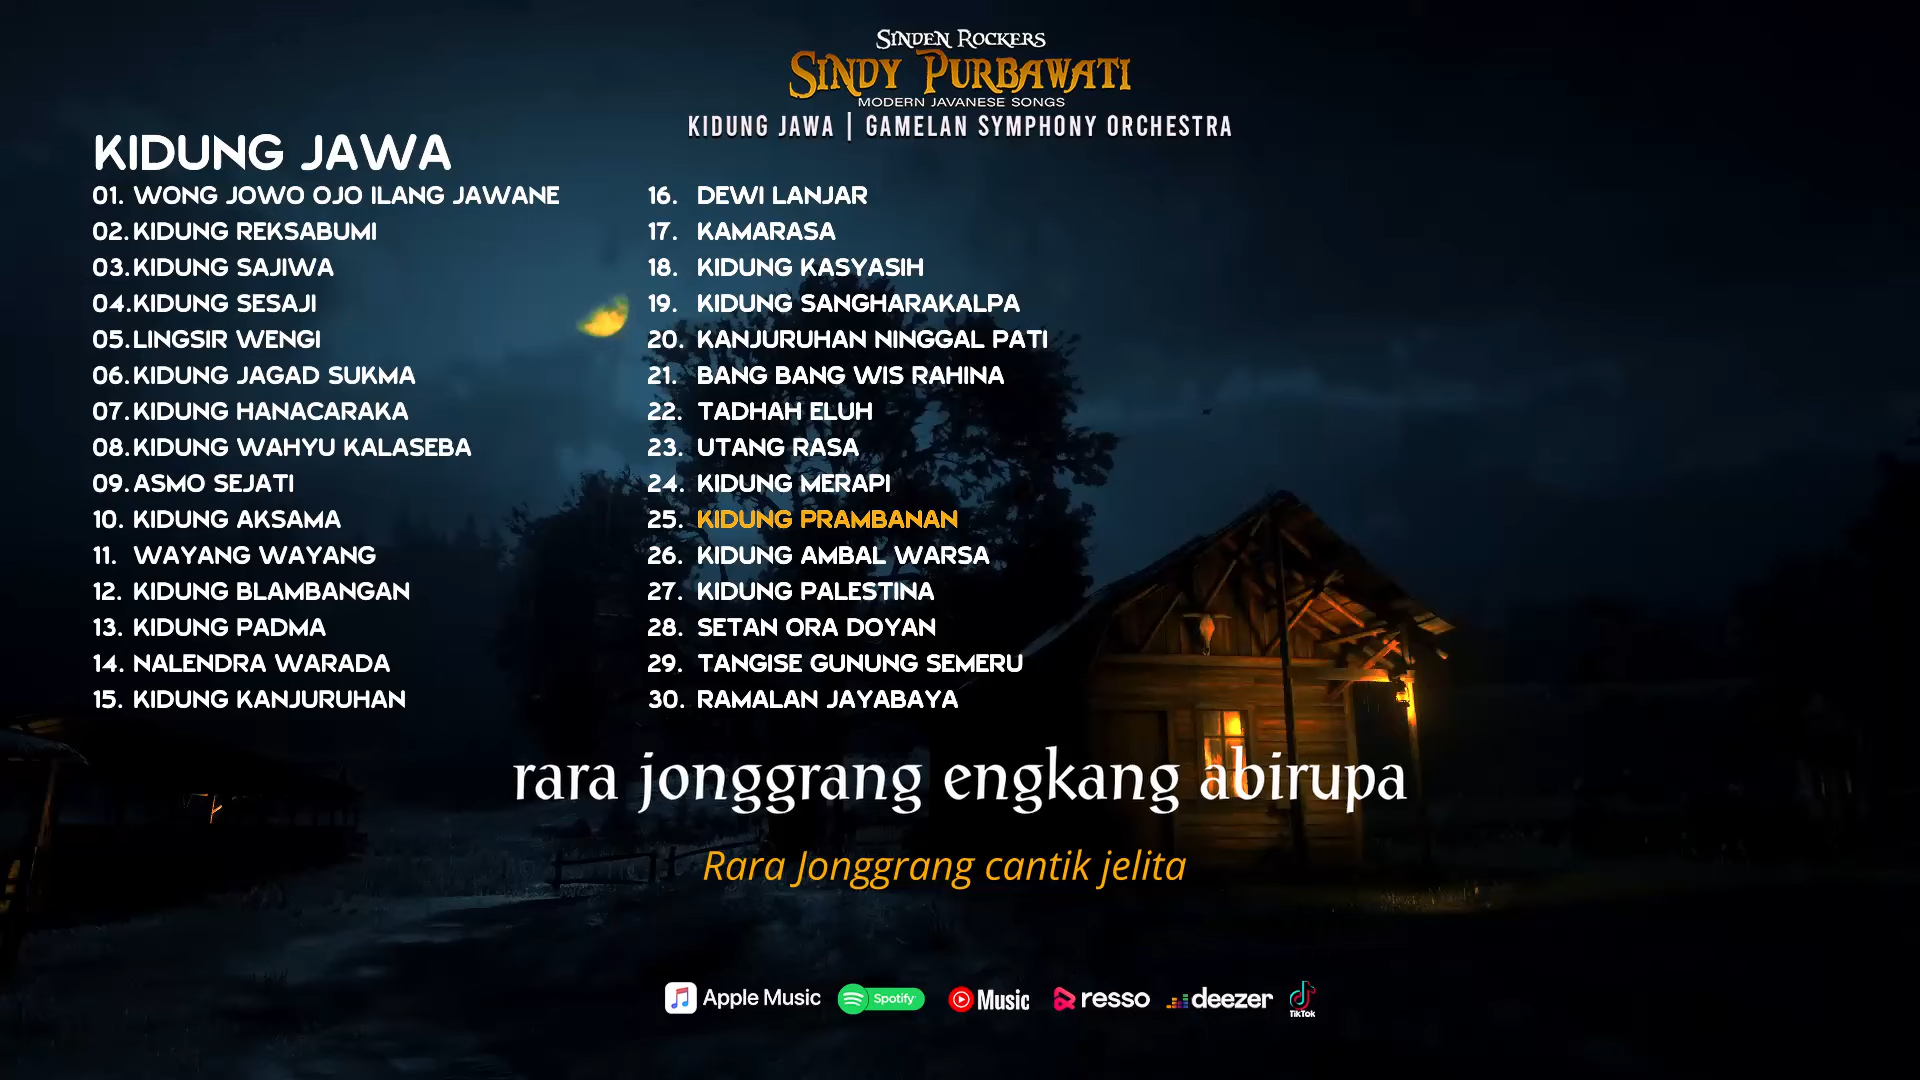 SINDEN ROCKERS
SINDY PURBAWATI
MODERN JAVANESE SONGS
KIDUNG JAWA | GAMELAN SYMPHONY ORCHESTRA
KIDUNG JAWA
01. WONG JOWO OJO ILANG JAWANE
02. KIDUNG REKSABUMI
03. KIDUNG SAJIWA
04. KIDUNG SESAJI
05. LINGSIR WENGI
06. KIDUNG JAGAD SUKMA
07. KIDUNG HANACARAKA
08. KIDUNG WAHYU KALASEBA
09. ASMO SEJATI
10. KIDUNG AKSAMA
11. WAYANG WAYANG
12. KIDUNG BLAMBANGAN
13. KIDUNG PADMA
14. NALENDRA WARADA
15. KIDUNG KANJURUHAN
16. DEWI LANJAR
17. KAMARASA
18. KIDUNG KASYASIH
19. KIDUNG SANGHARAKALPA
20. KANJURUHAN NINGGAL PATI
21. BANG BANG WIS RAHINA
22. TADHAH ELUH
23. UTANG RASA
24. KIDUNG MERAPI
25. KIDUNG PRAMBANAN
26. KIDUNG AMBAL WARSA
27. KIDUNG PALESTINA
28. SETAN ORA DOYAN
29. TANGISE GUNUNG SEMERU
30. RAMALAN JAYABAYA
rara jonggrang engkang abirupa
Rara Jonggrang cantik jelita
Apple Music Spotify Music resso deezer TikTok